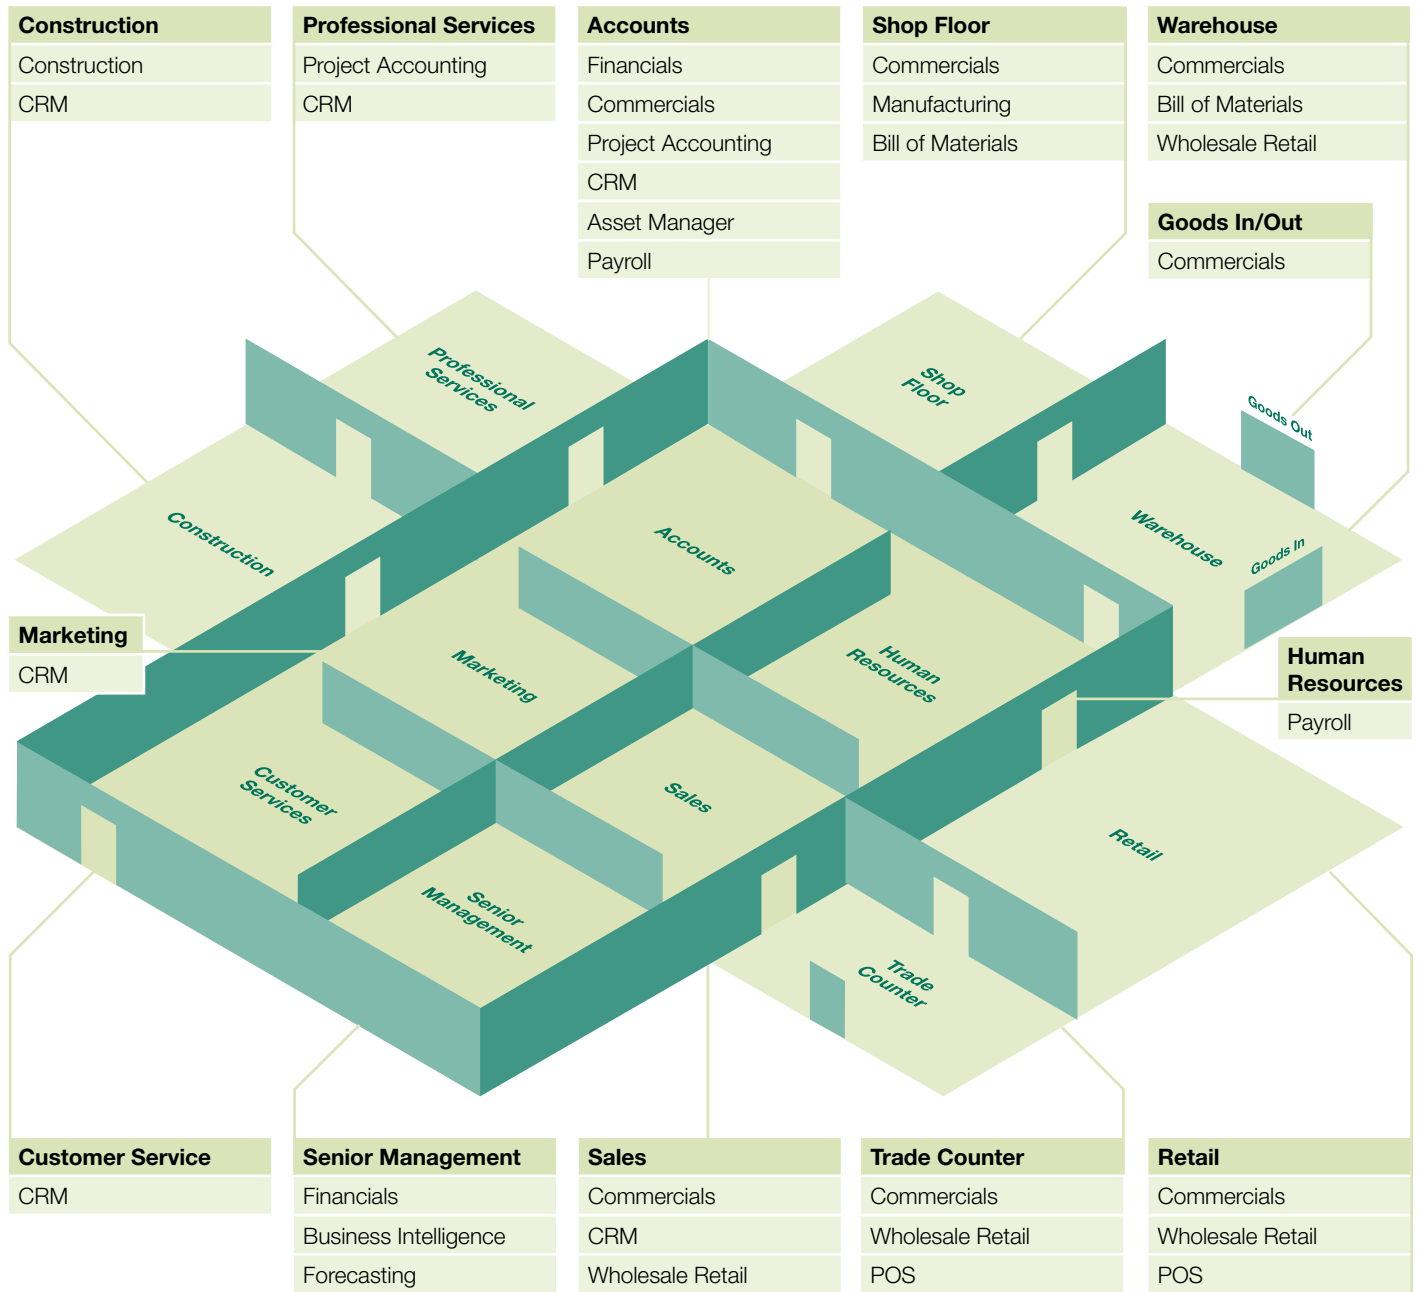 Construction
Construction
CRM
Professional Services
Project Accounting
CRM
Accounts
Financials
Commercials
Project Accounting
CRM
Asset Manager
Payroll
Shop Floor
Commercials
Manufacturing
Bill of Materials
Warehouse
Commercials
Bill of Materials
Wholesale Retail
Goods In/Out
Commercials
Professional
Services
Shop
Floor
Goods Out
Construction
Accounts
Warehouse
Goods In
Marketing
CRM
Marketing
Human
Resources
Human
Resources
Payroll
Customer
Services
Sales
Retail
Senior
Management
Trade
Counter
Customer Service
CRM
Senior Management
Financials
Business Intelligence
Forecasting
Sales
Commercials
CRM
Wholesale Retail
Trade Counter
Commercials
Wholesale Retail
POS
Retail
Commercials
Wholesale Retail
POS